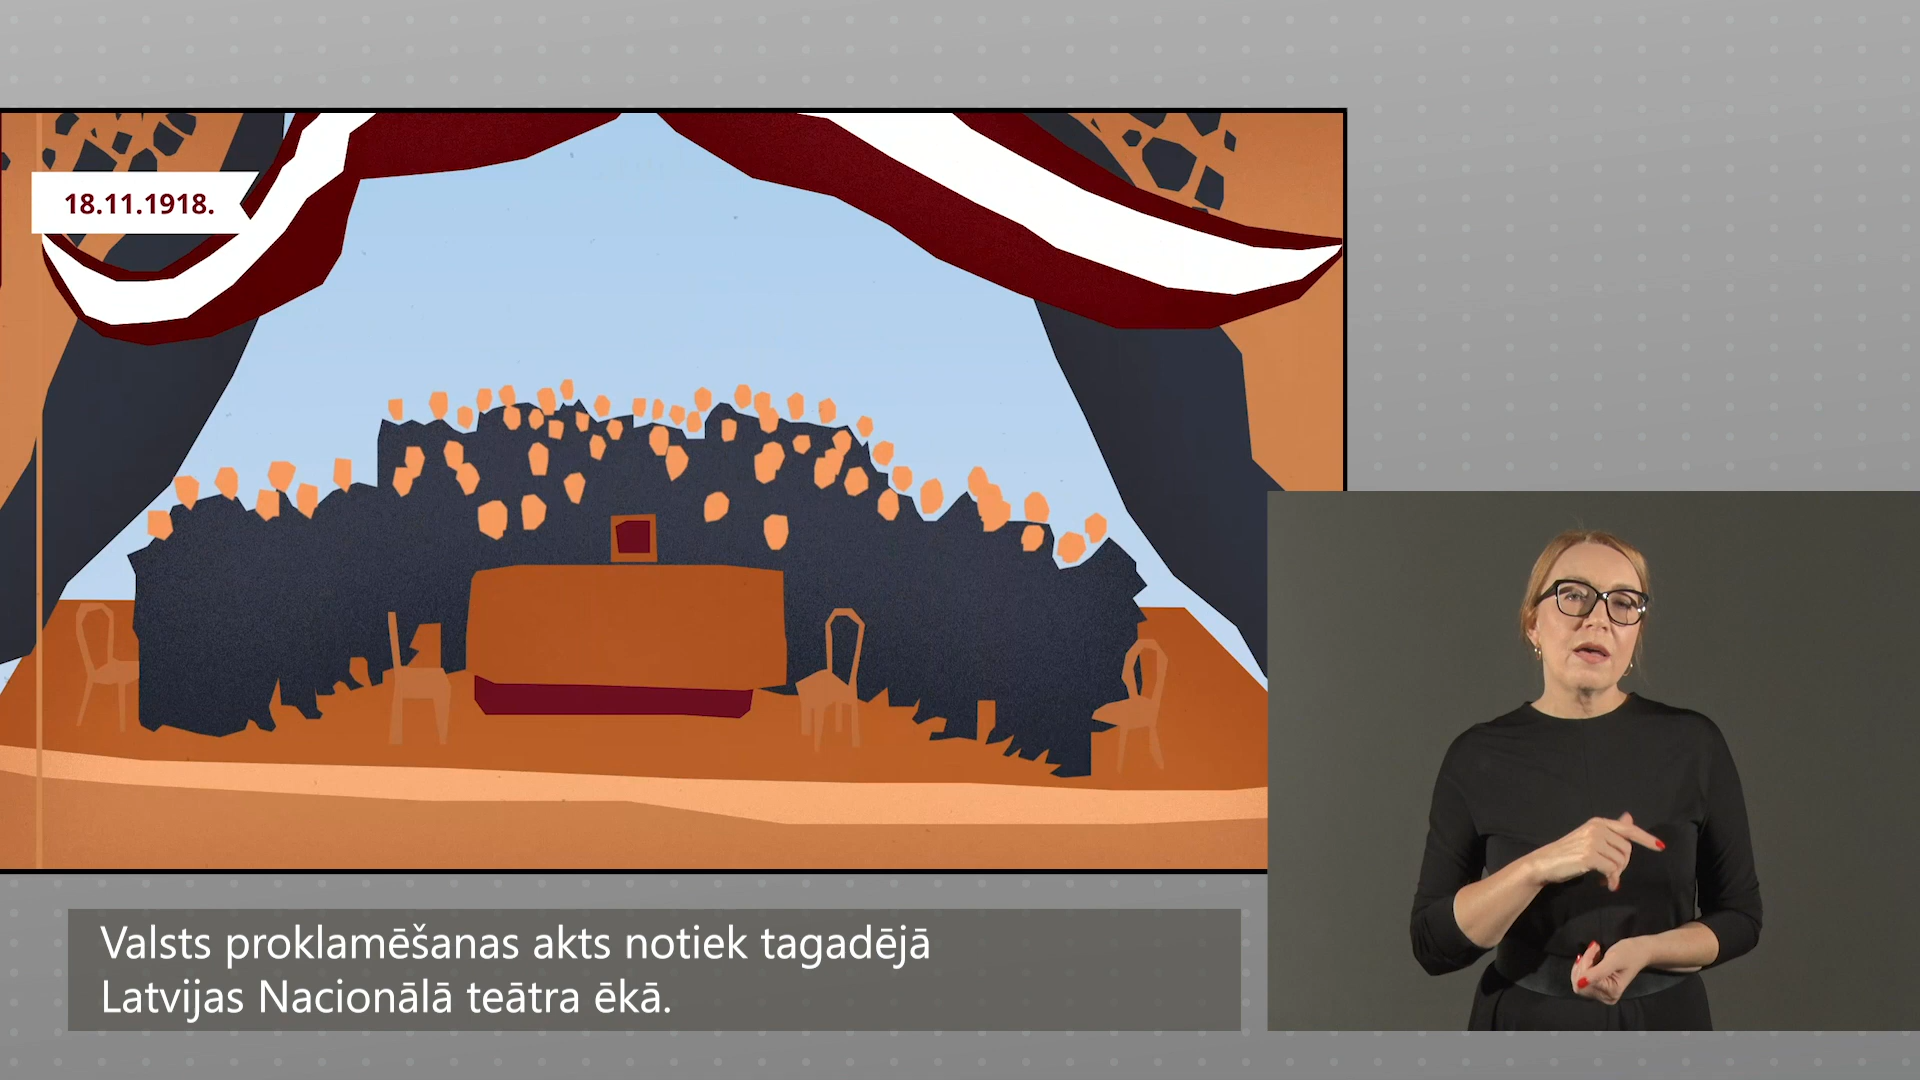 18.11.1918.
Valsts proklamēšanas akts notiek tagadējā
Latvijas Nacionālā teātra ēkā.